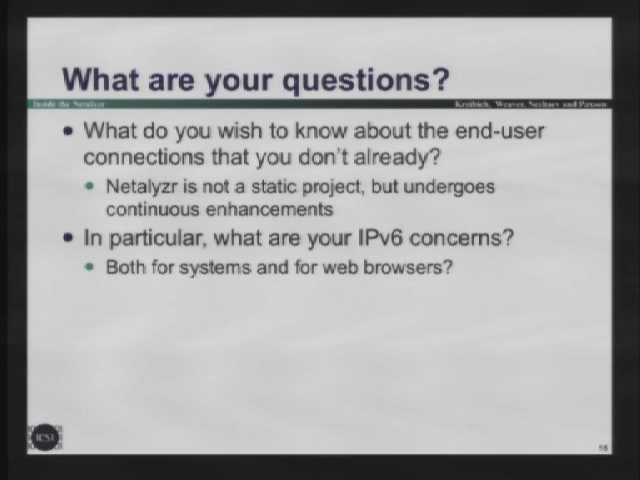 What are your questions?
Inside the Netalyzr
Kreibich, Weaver, Nechaev and Paxson
• What do you wish to know about the end-user
connections that you don't already?
• Netalyzr is not a static project, but undergoes
continuous enhancements
• In particular, what are your IPv6 concerns?
• Both for systems and for web browsers?
ICSI